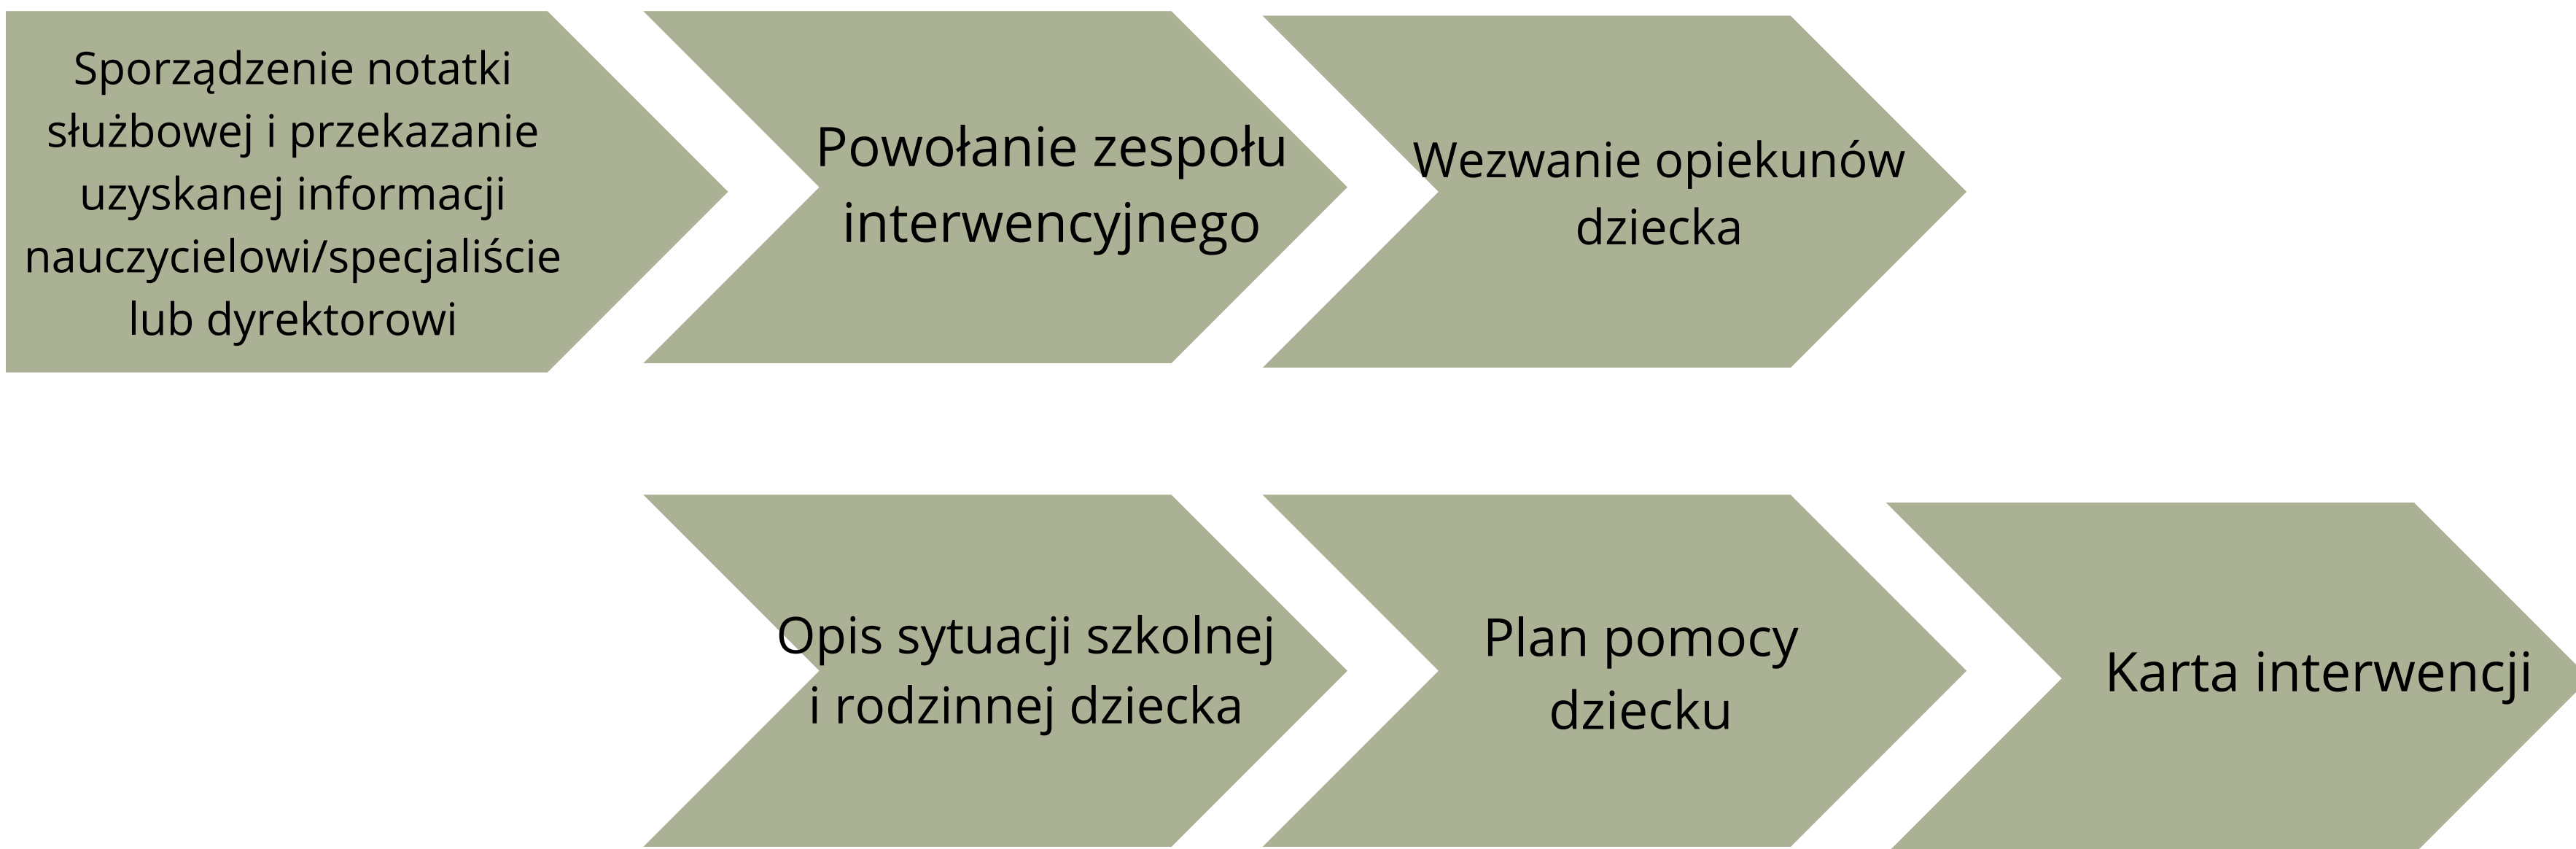 Sporządzenie notatki
służbowej i przekazanie
uzyskanej informacji
nauczycielowi/specjaliście
lub dyrektorowi
Powołanie zespołu
interwencyjnego
Wezwanie opiekunów
dziecka
Opis sytuacji szkolnej
i rodzinnej dziecka
Plan pomocy
dziecku
Karta interwencji